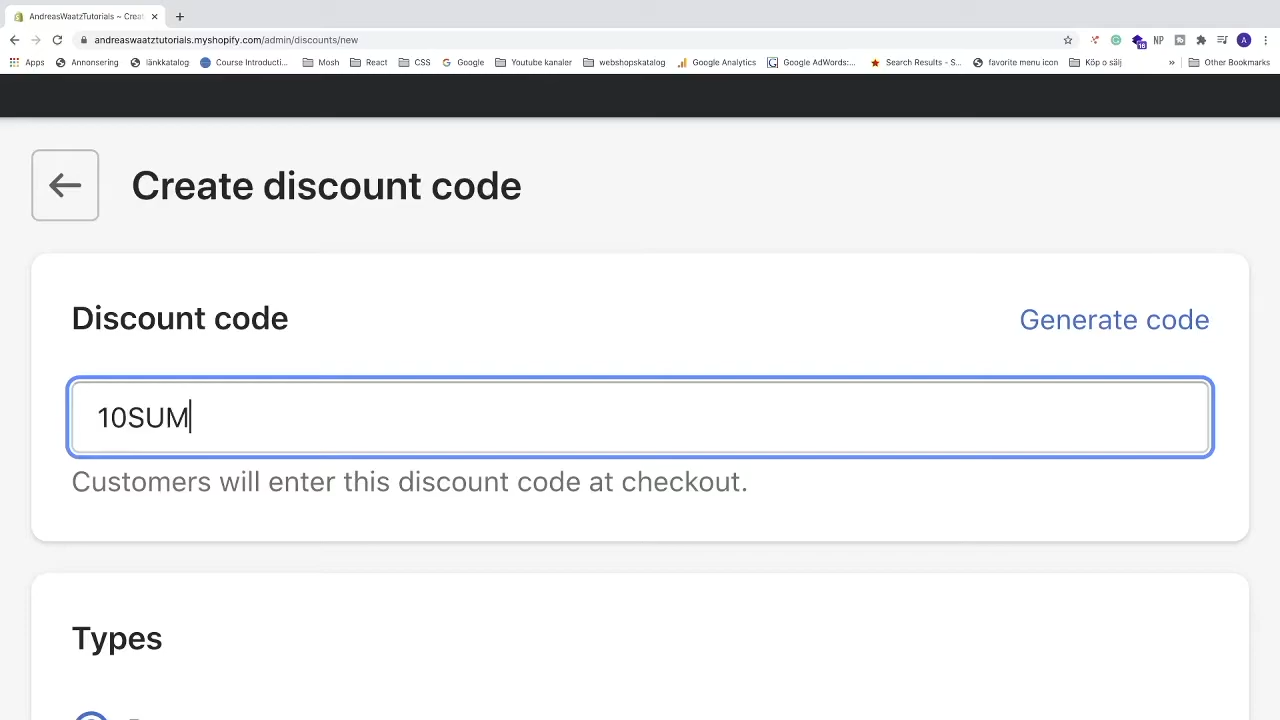 AndreasWaatzTutorials ~ Creat
andreaswaatztutorials.myshopify.com/admin/discounts/new
NP
16
A
Apps
Annonsering
länkkatalog
Course Introducti...
Mosh
React
CSS
Google
Youtube kanaler
webshopskatalog
Google Analytics
Google AdWords:...
Search Results - S...
favorite menu icon
Köp o sälj
»
Other Bookmarks
Create discount code
Discount code
Generate code
10SUM
Customers will enter this discount code at checkout.
Types